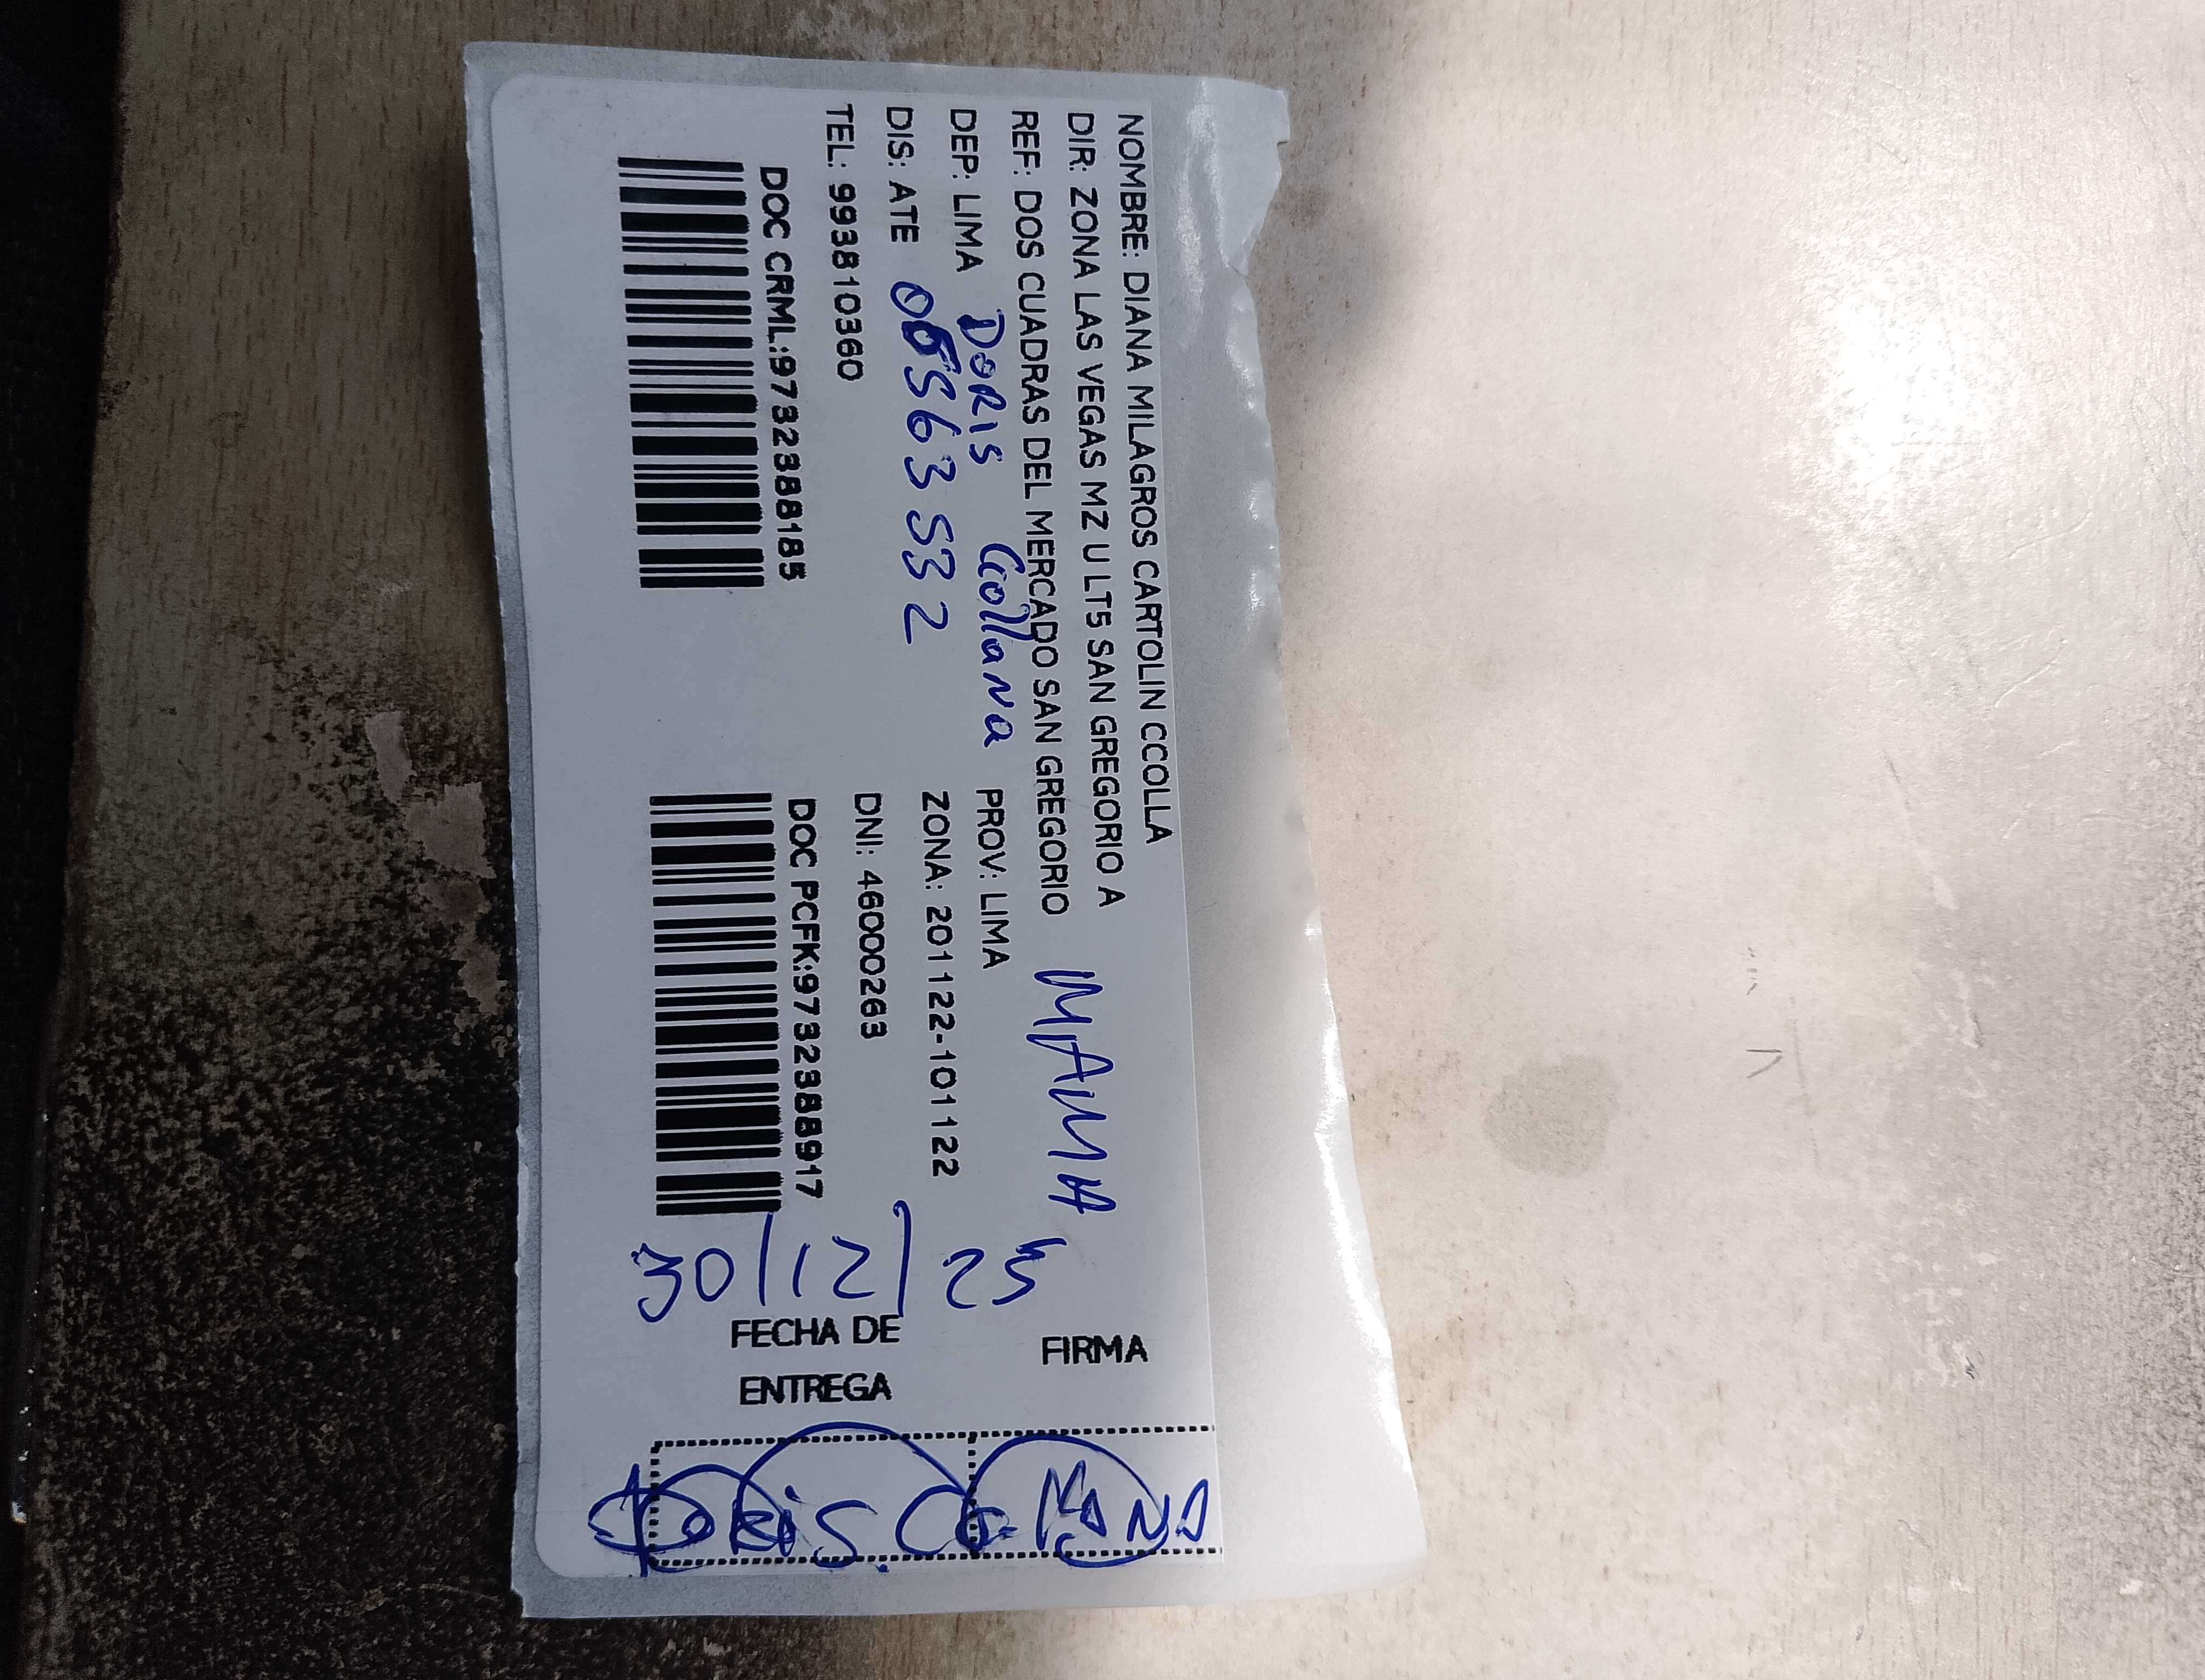 NOMBRE: DIANA MILAGROS CARTOLIN CCOLLA
DIR: ZONA LAS VEGAS MZ U LT5 SAN GREGORIO A
REF: DOS CUADRAS DEL MERCADO SAN GREGORIO
MAMA
DEP: LIMA
PROV: LIMA
DORIS Ccollana
DIS: ATE
ZONA: 201122-101122
563532
TEL: 993810360
DNI: 46000263
DOC CRML:9732388185
DOC PCFK:9732388917
30/12/23
FECHA DE
ENTREGA
FIRMA